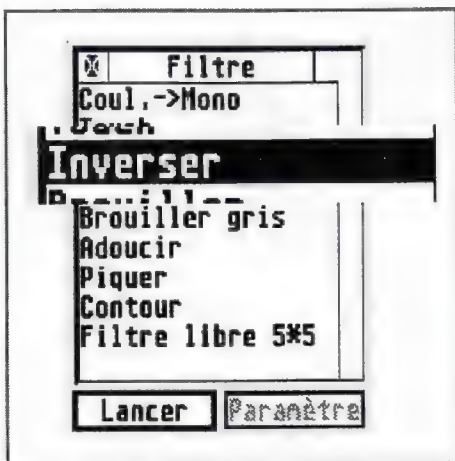 Filtre
Coul.->Mono
Inverser
Brouiller gris
Adoucir
Piquer
Contour
Filtre libre 5*5
Lancer Paramètre